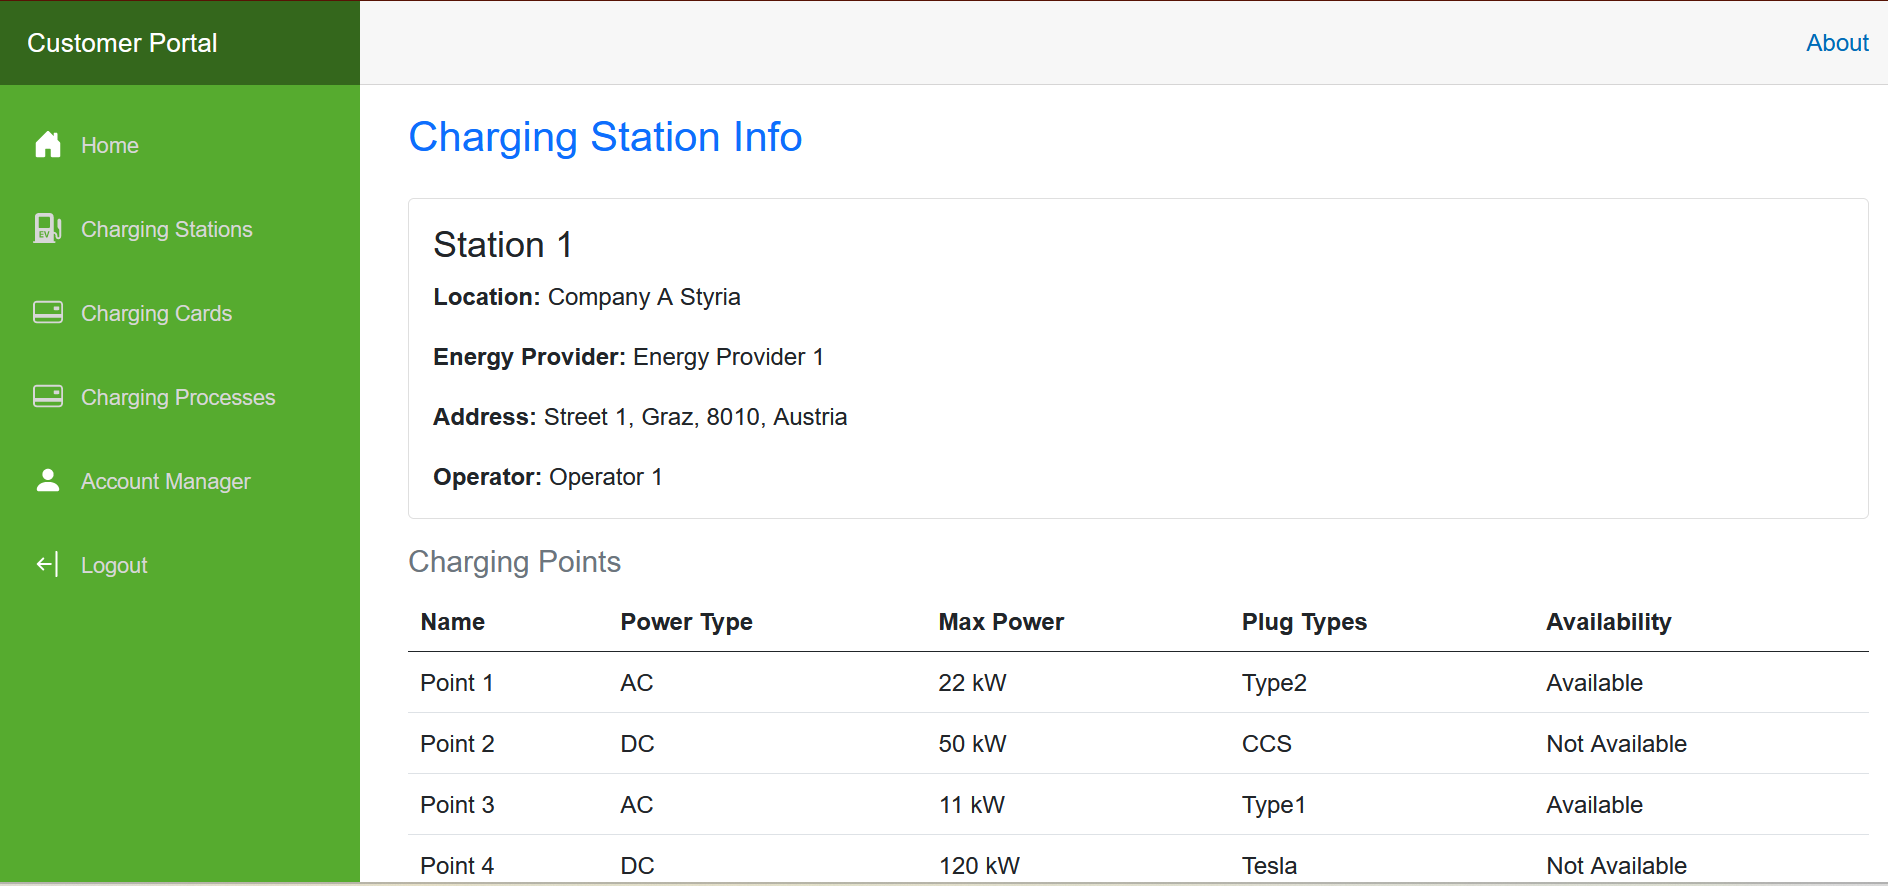 Customer Portal
About
Home
Charging Stations
Charging Cards
Charging Processes
Account Manager
Logout
Charging Station Info
Station 1
Location: Company A Styria
Energy Provider: Energy Provider 1
Address: Street 1, Graz, 8010, Austria
Operator: Operator 1
Charging Points
Name Power Type Max Power Plug Types Availability
Point 1 AC 22 kW Type2 Available
Point 2 DC 50 kW CCS Not Available
Point 3 AC 11 kW Type1 Available
Point 4 DC 120 kW Tesla Not Available
EV